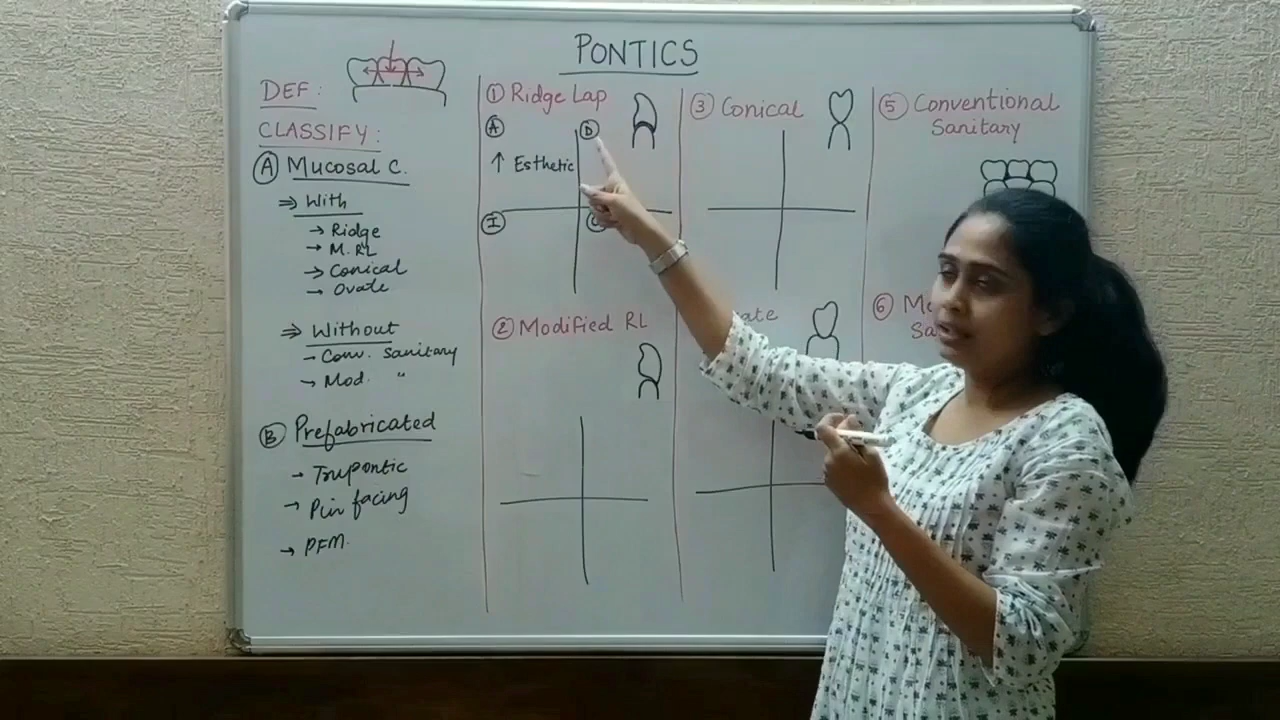 PONTICS
DEF:
CLASSIFY:
Ⓐ Mucosal C.
⇒ With
→ Ridge
→ M. RL
→ Conical
→ Ovate
⇒ Without
- Conv. Sanitary
→ Mod. "
Ⓑ Prefabricated
→ Trupontic
→ Pin facing
→ PFM.
① Ridge Lap
Ⓐ Ⓓ
↑ Esthetic
Ⓘ
② Modified RL
③ Conical
⑤ Conventional
Sanitary
⑥